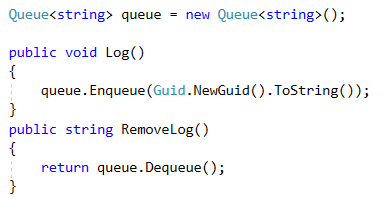 Queue<string> queue = new Queue<string>();

public void Log()
{
    queue.Enqueue(Guid.NewGuid().ToString());
}
public string RemoveLog()
{
    return queue.Dequeue();
}